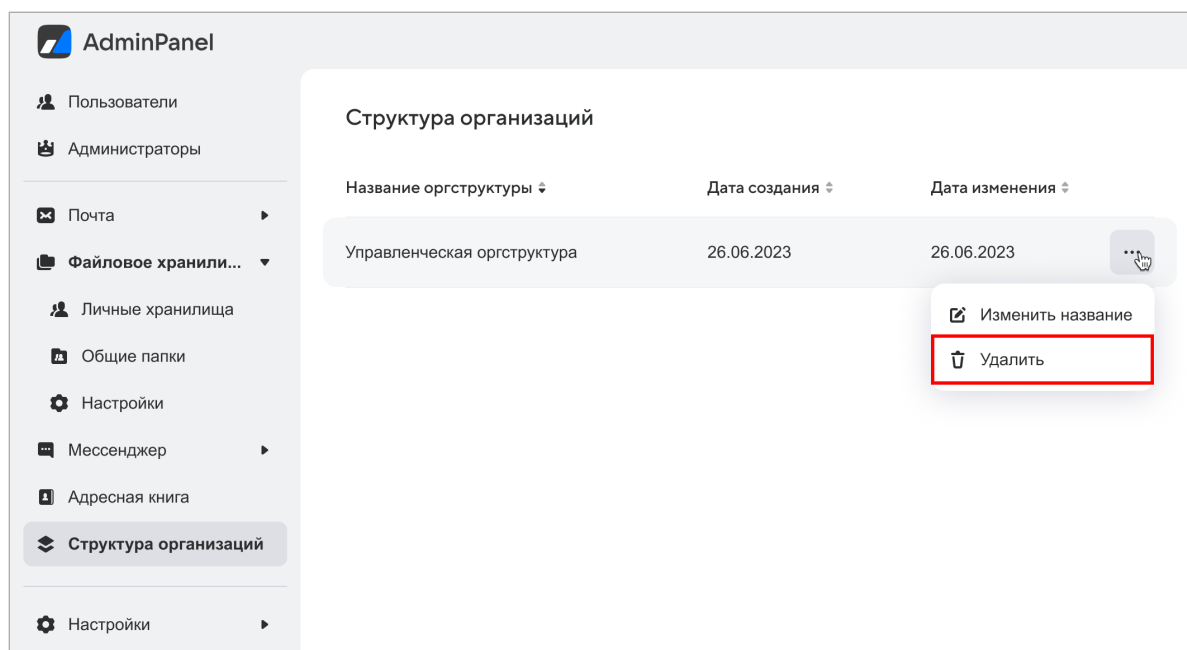 AdminPanel
Пользователи
Администраторы
Почта
Файловое хранили...
Личные хранилища
Общие папки
Настройки
Мессенджер
Адресная книга
Структура организаций
Настройки
Структура организаций
Название оргструктуры Дата создания Дата изменения
Управленческая оргструктура 26.06.2023 26.06.2023
Изменить название
Удалить